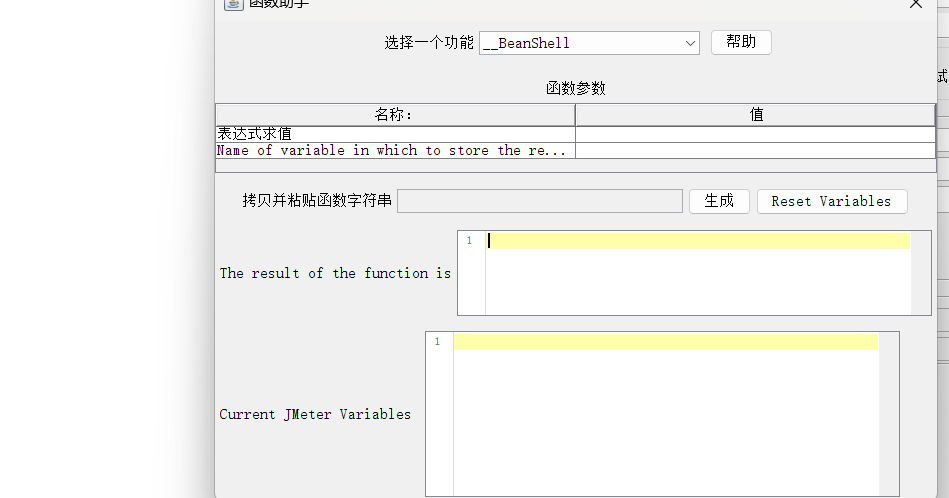 函数助手
选择一个功能 __BeanShell 帮助
试
函数参数
名称: 值
表达式求值
Name of variable in which to store the re...
拷贝并粘贴函数字符串 生成 Reset Variables
1
The result of the function is
1
Current JMeter Variables